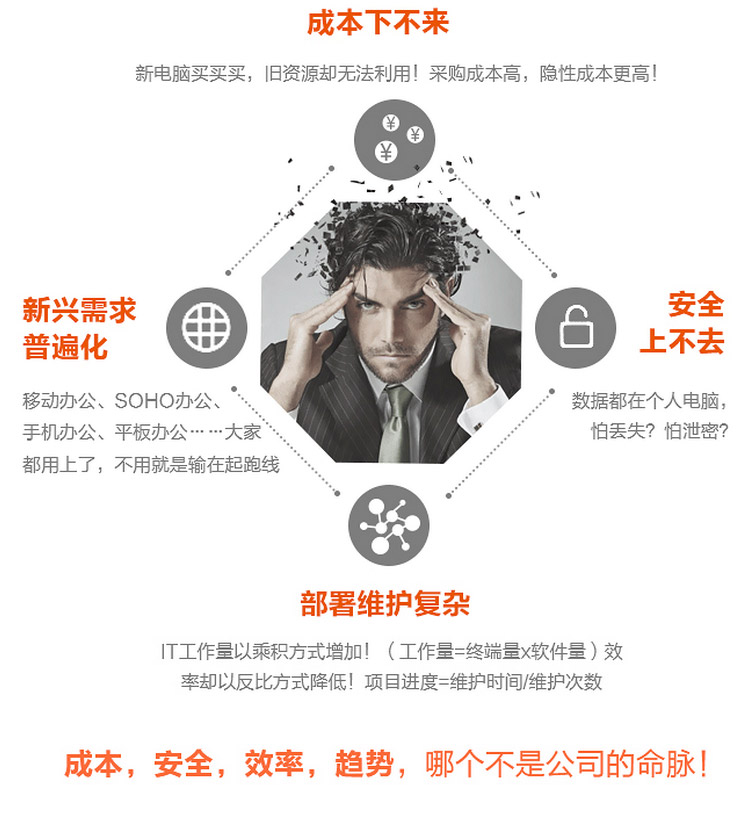 成本下不来
新电脑买买买，旧资源却无法利用！采购成本高，隐性成本更高！
¥
¥
¥
新兴需求
普遍化
移动办公、SOHO办公、
手机办公、平板办公……大家
都用上了，不用就是输在起跑线
安全
上不去
数据都在个人电脑，
怕丢失？怕泄密？
部署维护复杂
IT工作量以乘积方式增加！（工作量=终端量x软件量）效
率却以反比方式降低！项目进度=维护时间/维护次数
成本，安全，效率，趋势，哪个不是公司的命脉！